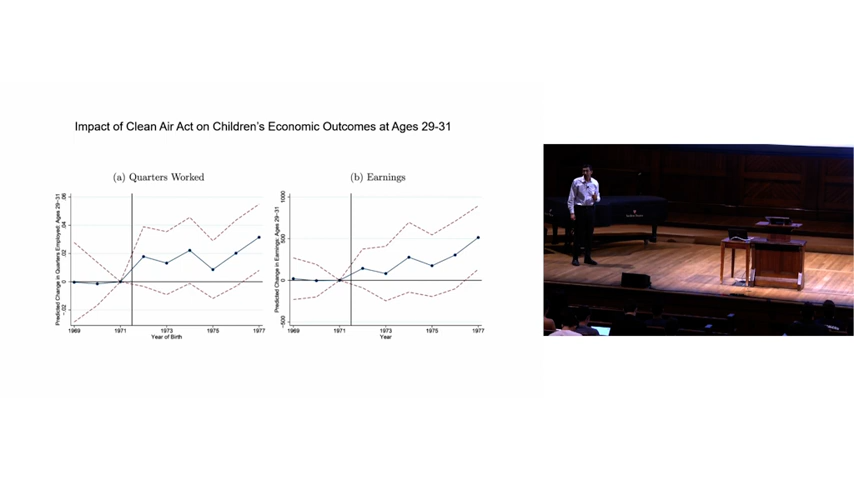 Impact of Clean Air Act on Children's Economic Outcomes at Ages 29-31
(a) Quarters Worked
Predicted Change in Quarters Employed: Ages 29-31
.06
.04
.02
0
-.02
1969
1971
1973
1975
1977
Year of Birth
(b) Earnings
Predicted Change in Earnings: Ages 29-31
1000
500
0
-500
1969
1971
1973
1975
1977
Year